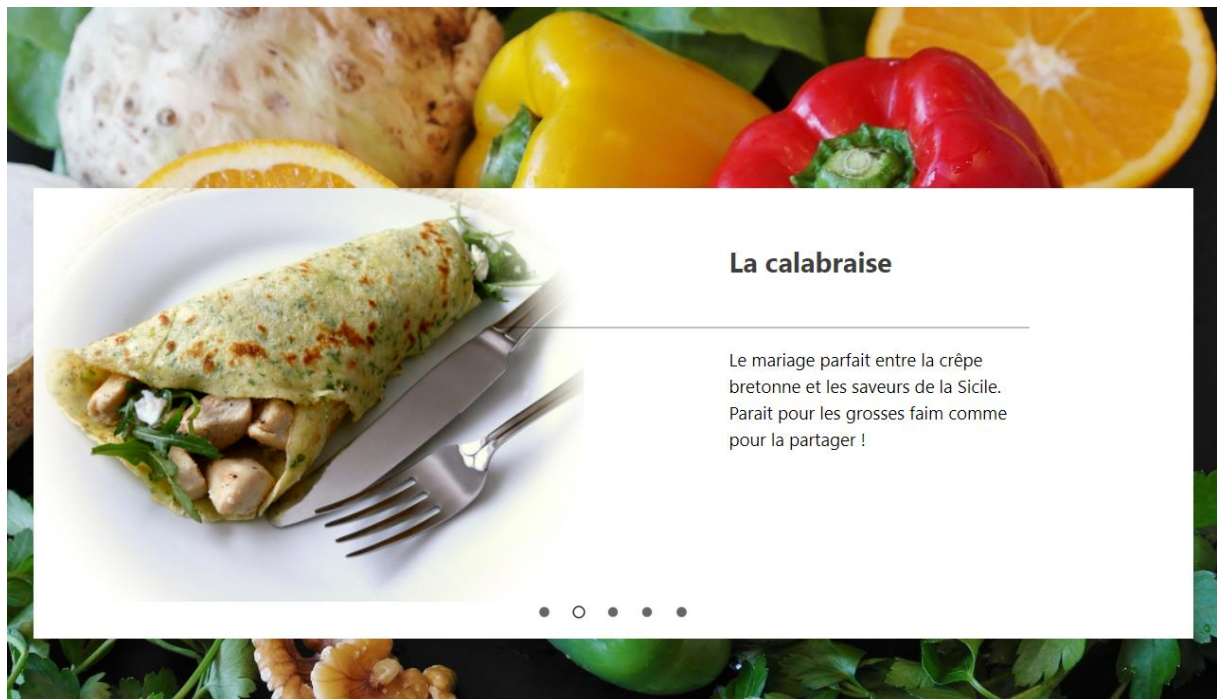 La calabraise
Le mariage parfait entre la crêpe
bretonne et les saveurs de la Sicile.
Parait pour les grosses faim comme
pour la partager !